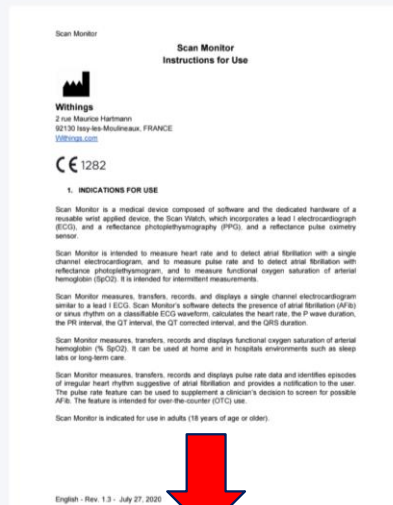 Scan Monitor
Scan Monitor
Instructions for Use
Withings
2 rue Maurice Hartmann
92130 Issy-les-Moulineaux, FRANCE
Withings.com
CE 1282
1. INDICATIONS FOR USE
Scan Monitor is a medical device composed of software and the dedicated hardware of a
reusable wrist applied device, the Scan Watch, which incorporates a lead I electrocardiograph
(ECG), and a reflectance photoplethysmography (PPG), and a reflectance pulse oximetry
sensor.
Scan Monitor is intended to measure heart rate and to detect atrial fibrillation with a single
channel electrocardiogram, and to measure pulse rate and to detect atrial fibrillation with
reflectance photoplethysmogram, and to measure functional oxygen saturation of arterial
hemoglobin (SpO2). It is intended for intermittent measurements.
Scan Monitor measures, transfers, records, and displays a single channel electrocardiogram
similar to a lead I ECG. Scan Monitor's software detects the presence of atrial fibrillation (AFib)
or sinus rhythm on a classifiable ECG waveform, calculates the heart rate, the P wave duration,
the PR interval, the QT interval, the QT corrected interval, and the QRS duration.
Scan Monitor measures, transfers, records and displays functional oxygen saturation of arterial
hemoglobin (% SpO2). It can be used at home and in hospitals environments such as sleep
labs or long-term care.
Scan Monitor measures, transfers, records and displays pulse rate data and identifies episodes
of irregular heart rhythm suggestive of atrial fibrillation and provides a notification to the user.
The pulse rate feature can be used to supplement a clinician's decision to screen for possible
AFib. The feature is intended for over-the-counter (OTC) use.
Scan Monitor is indicated for use in adults (18 years of age or older).
English - Rev. 1.3 - July 27, 2020